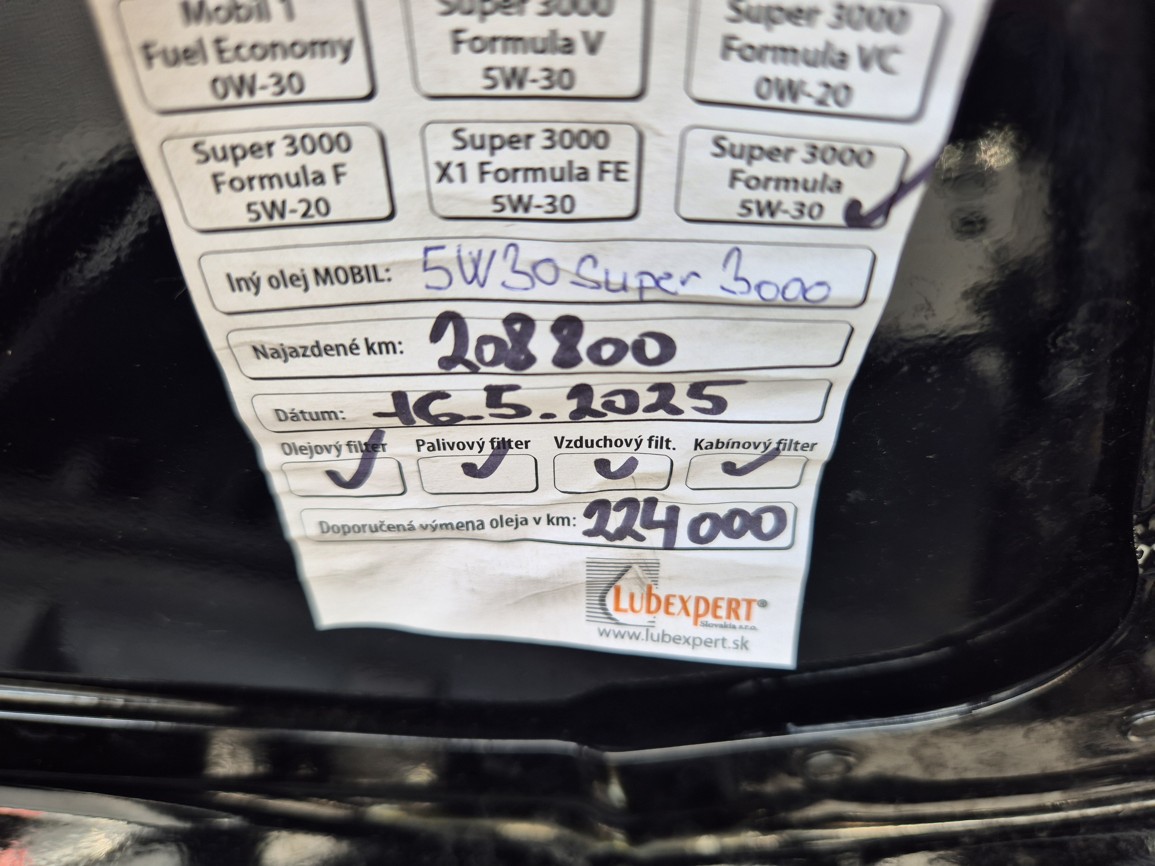 Mobil 1 Super 3000 Super 3000
Fuel Economy Formula V Formula VC
0W-30 5W-30 0W-20
Super 3000 Super 3000 Super 3000
Formula F X1 Formula FE Formula
5W-20 5W-30 5W-30
Iný olej MOBIL: 5W30 Super 3000
Najazdené km: 208800
Dátum: 16.5.2025
Olejový filter Palivový filter Vzduchový filt. Kabínový filter
Doporučená výmena oleja v km: 224000
LUBEXPERT®
Slovakia s.r.o.
www.lubexpert.sk